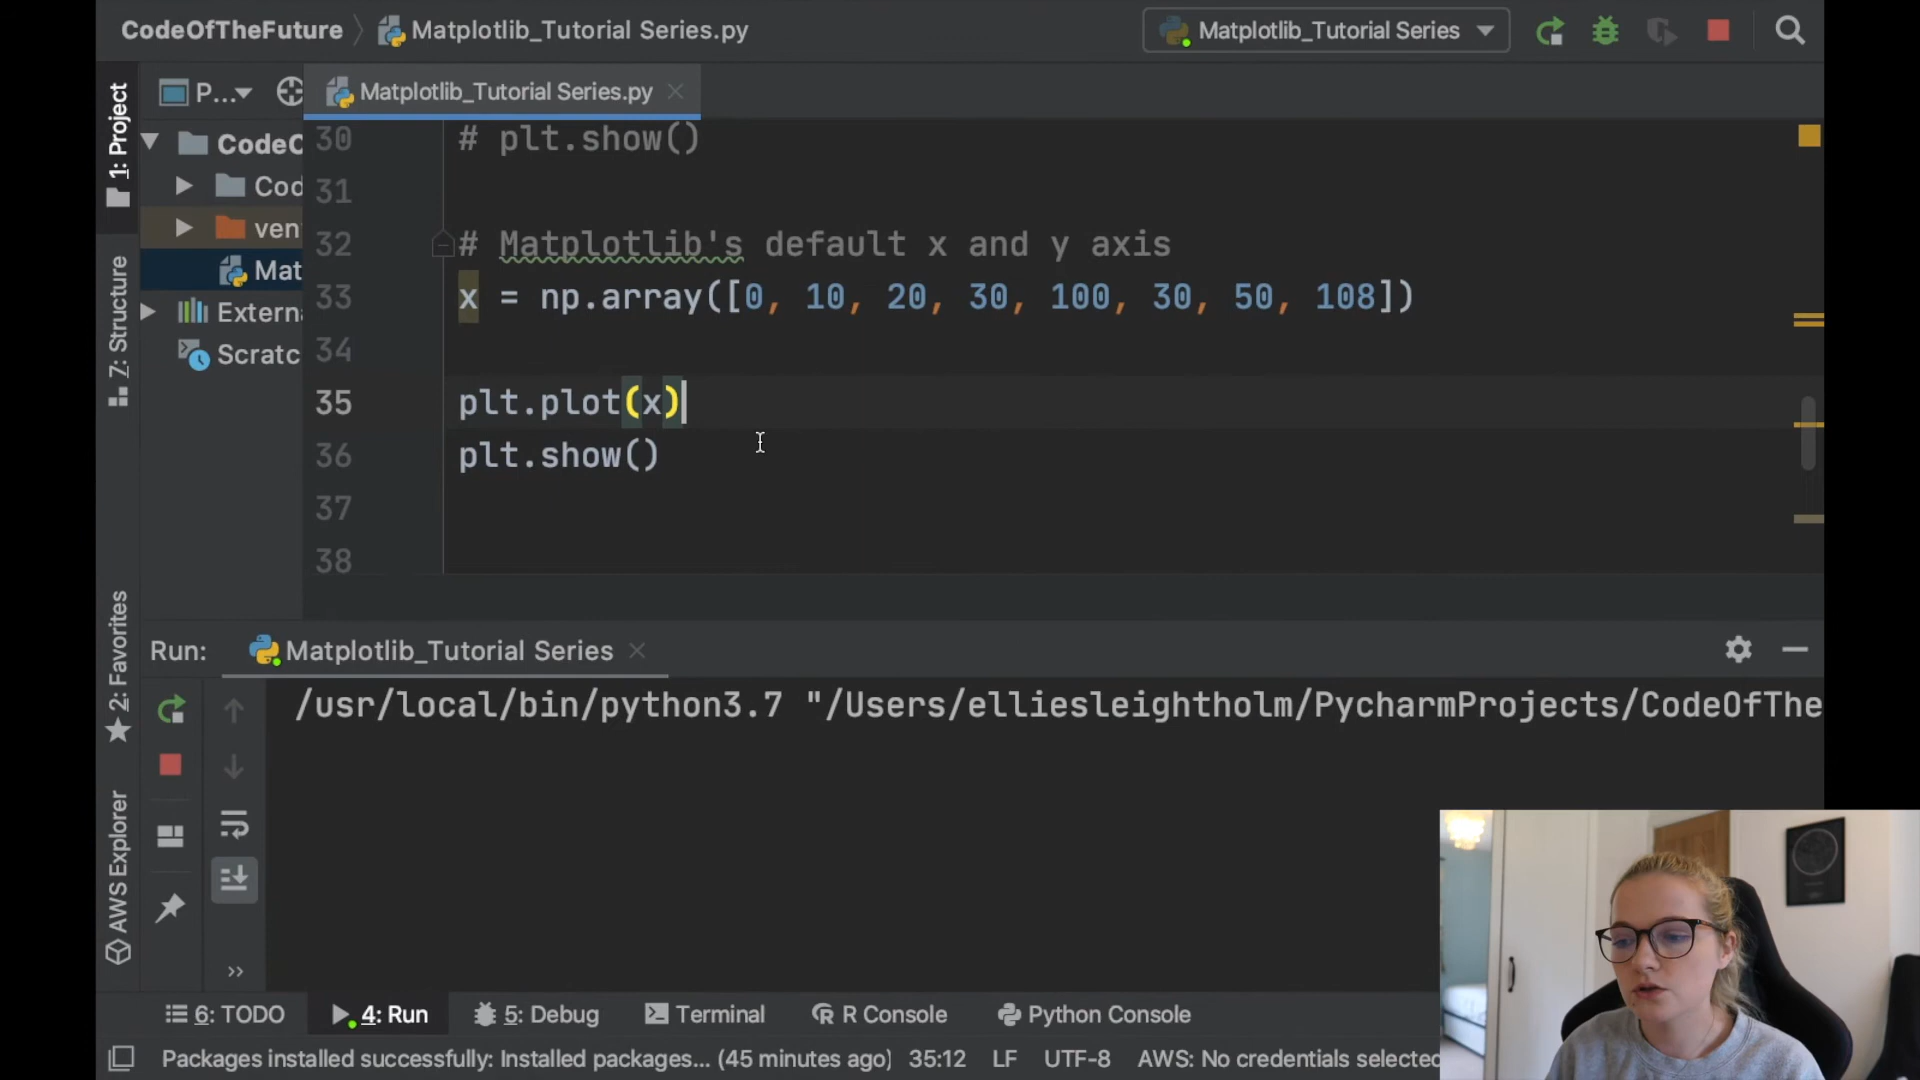 CodeOfTheFuture Matplotlib_Tutorial Series.py Matplotlib_Tutorial Series
1: Project
P...
Matplotlib_Tutorial Series.py
CodeC
Cod
ven
Mat
Extern
Scratc
Z: Structure
2: Favorites
AWS Explorer
30 # plt.show()
31
32 # Matplotlib's default x and y axis
33 x = np.array([0, 10, 20, 30, 100, 30, 50, 108])
34
35 plt.plot(x)
36 plt.show()
37
38
Run: Matplotlib_Tutorial Series
/usr/local/bin/python3.7 "/Users/elliesleightholm/PycharmProjects/CodeOfThe
6: TODO 4: Run 5: Debug Terminal R Console Python Console
Packages installed successfully: Installed packages... (45 minutes ago) 35:12 LF UTF-8 AWS: No credentials selected